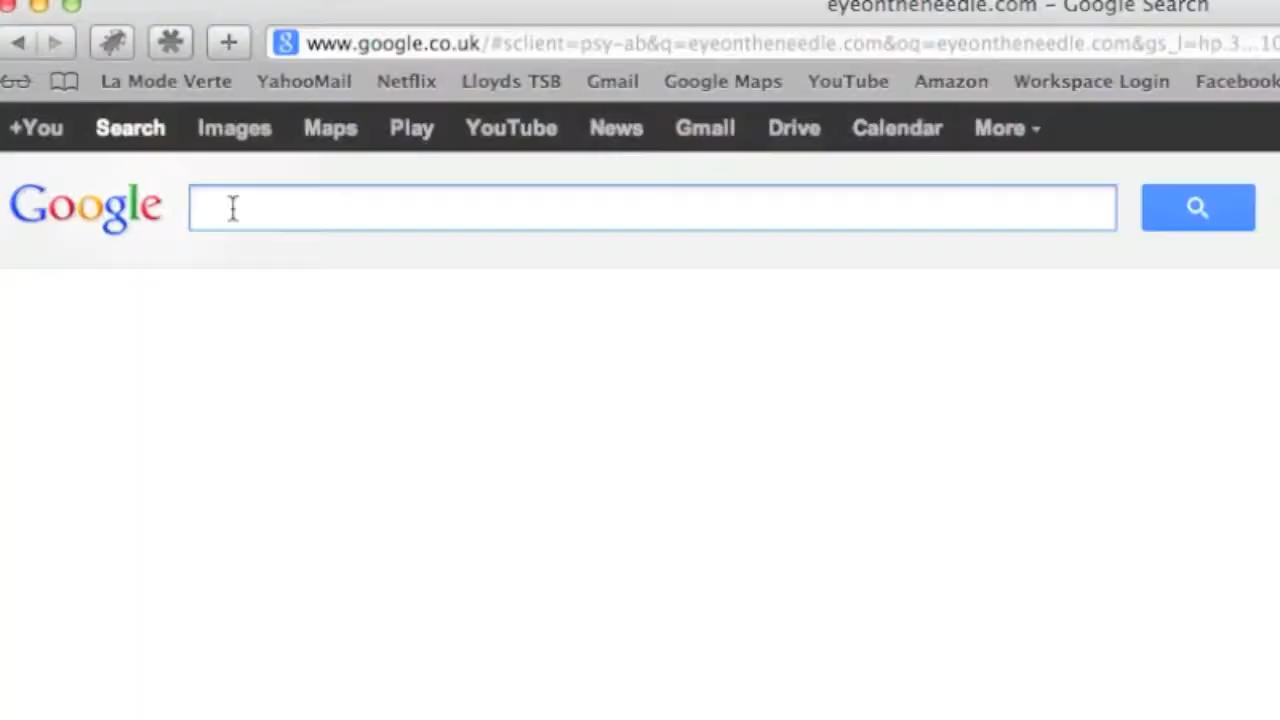 eyeontheneedle.com – Google Search
www.google.co.uk/#sclient=psy-ab&q=eyeontheneedle.com&oq=eyeontheneedle.com&gs_l=hp.3...10
La Mode Verte YahooMail Netflix Lloyds TSB Gmail Google Maps YouTube Amazon Workspace Login Facebook
+You Search Images Maps Play YouTube News Gmail Drive Calendar More
Google